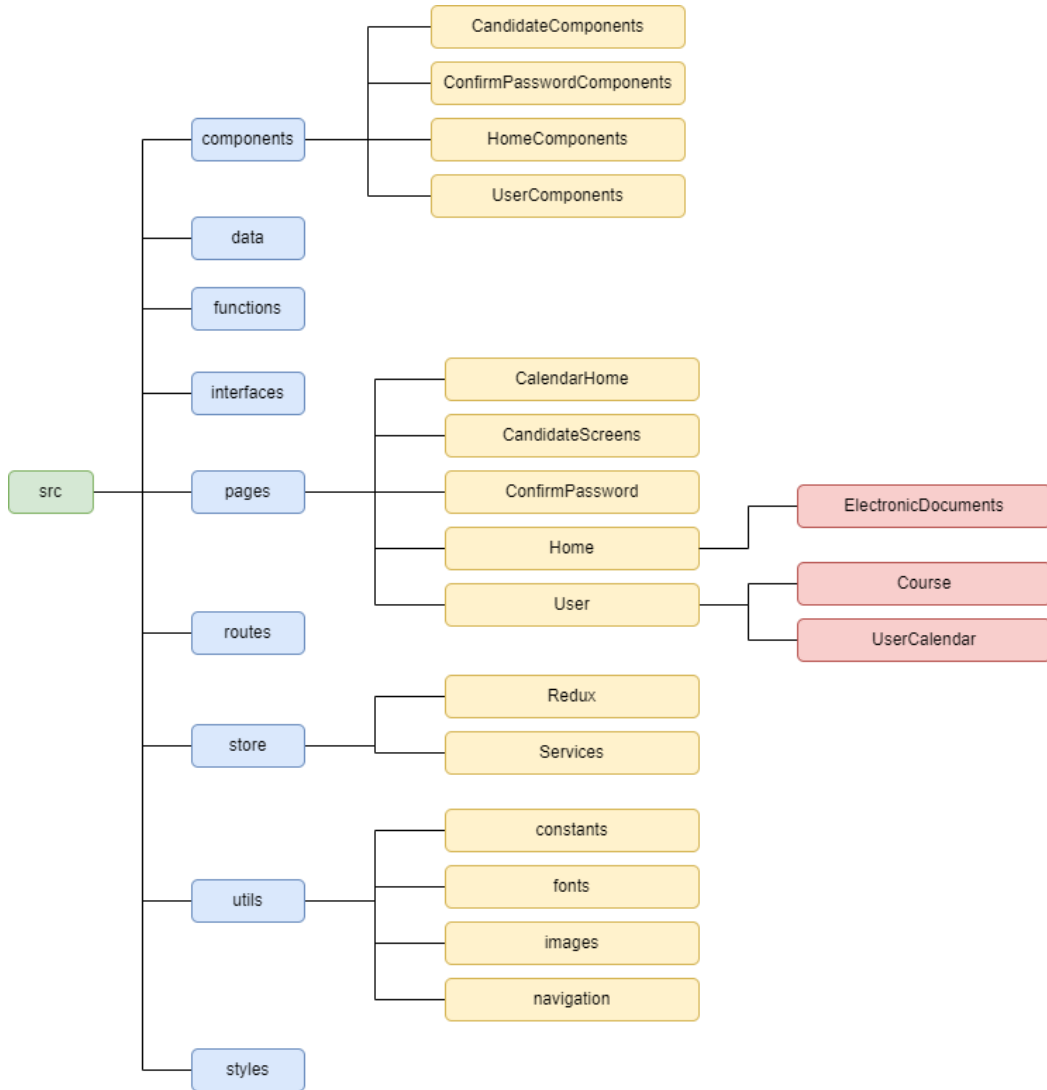 src
components
CandidateComponents
ConfirmPasswordComponents
HomeComponents
UserComponents
data
functions
interfaces
pages
CalendarHome
CandidateScreens
ConfirmPassword
Home
ElectronicDocuments
User
Course
UserCalendar
routes
store
Redux
Services
utils
constants
fonts
images
navigation
styles